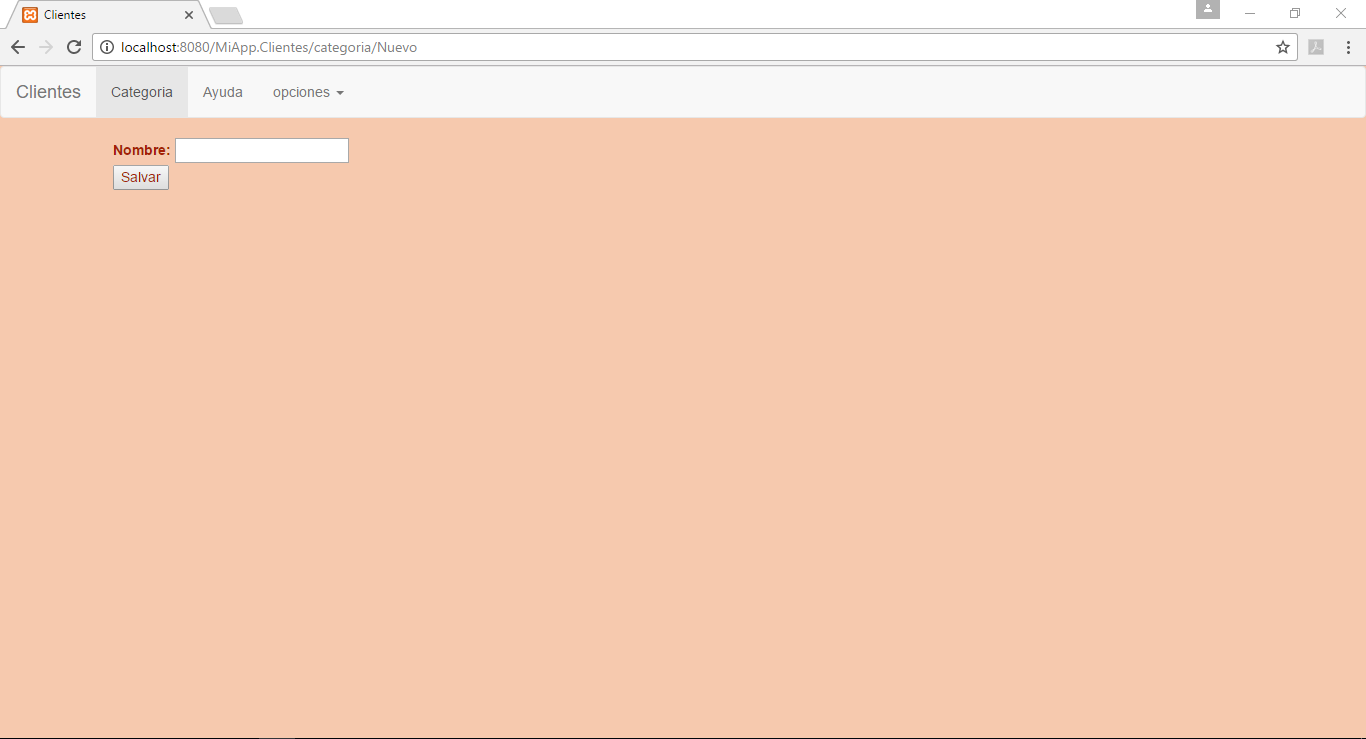 Clientes
localhost:8080/MiApp.Clientes/categoria/Nuevo
Clientes Categoria Ayuda opciones
Nombre:
Salvar